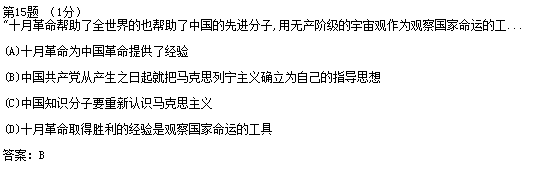 第15题 （1分）
“十月革命帮助了全世界的也帮助了中国的先进分子,用无产阶级的宇宙观作为观察国家命运的工...
(A)十月革命为中国革命提供了经验
(B)中国共产党从产生之日起就把马克思列宁主义确立为自己的指导思想
(C)中国知识分子要重新认识马克思主义
(D)十月革命取得胜利的经验是观察国家命运的工具
答案：B